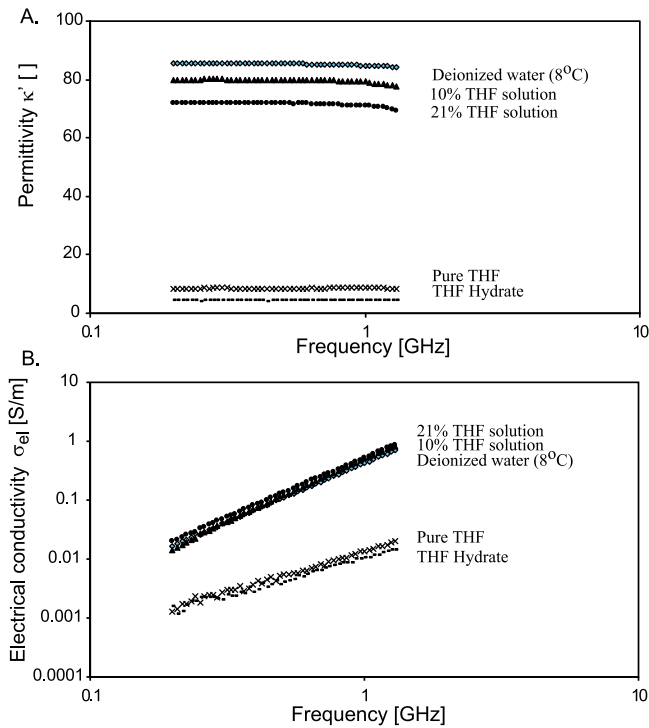 A.
Permittivity κ' [ ]
100
80
60
40
20
0
Deionized water (8°C)
10% THF solution
21% THF solution
Pure THF
THF Hydrate
0.1
1
10
Frequency [GHz]
B.
Electrical conductivity σel [S/m]
10
1
0.1
0.01
0.001
0.0001
21% THF solution
10% THF solution
Deionized water (8°C)
Pure THF
THF Hydrate
0.1
1
10
Frequency [GHz]